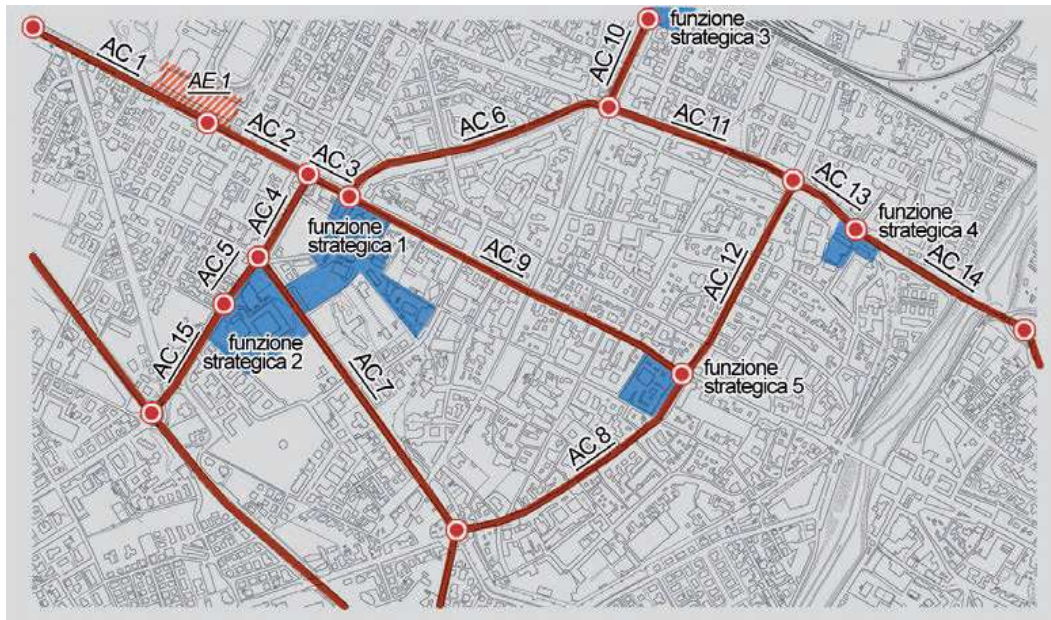 AC 10
funzione
strategica 3
AC 1
AE 1
AC 2
AC 6
AC 11
AC 3
AC 4
AC 13
funzione
strategica 1
funzione
strategica 4
AC 5
AC 9
AC 12
AC 14
AC 15
funzione
strategica 2
AC 7
funzione
strategica 5
AC 8